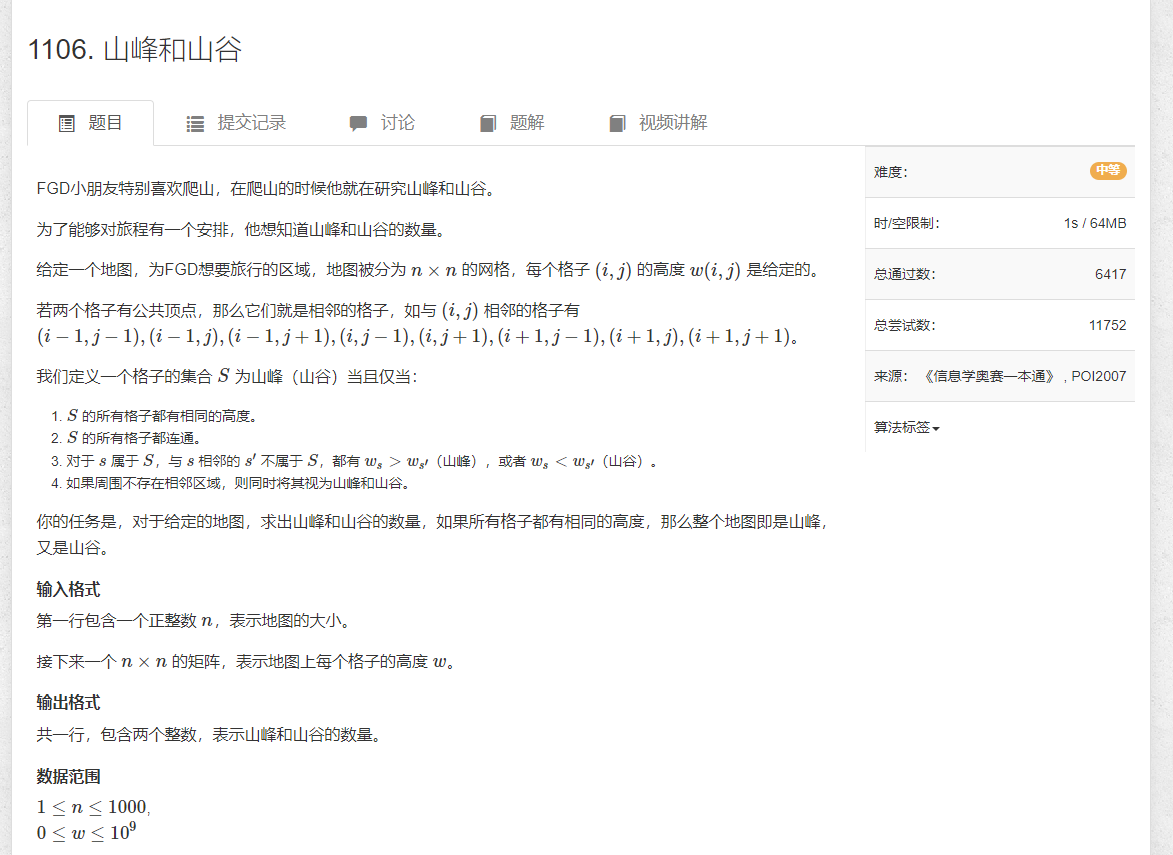 1106. 山峰和山谷
题目 提交记录 讨论 题解 视频讲解
FGD小朋友特别喜欢爬山，在爬山的时候他就在研究山峰和山谷。
为了能够对旅程有一个安排，他想知道山峰和山谷的数量。
给定一个地图，为FGD想要旅行的区域，地图被分为 n × n 的网格，每个格子 (i, j) 的高度 w(i, j) 是给定的。
若两个格子有公共顶点，那么它们就是相邻的格子，如与 (i, j) 相邻的格子有
(i − 1, j − 1), (i − 1, j), (i − 1, j + 1), (i, j − 1), (i, j + 1), (i + 1, j − 1), (i + 1, j), (i + 1, j + 1)。
我们定义一个格子的集合 S 为山峰（山谷）当且仅当：
1. S 的所有格子都有相同的高度。
2. S 的所有格子都连通。
3. 对于 s 属于 S，与 s 相邻的 s′ 不属于 S，都有 wₛ > wₛ′（山峰），或者 wₛ < wₛ′（山谷）。
4. 如果周围不存在相邻区域，则同时将其视为山峰和山谷。
你的任务是，对于给定的地图，求出山峰和山谷的数量，如果所有格子都有相同的高度，那么整个地图即是山峰，
又是山谷。
输入格式
第一行包含一个正整数 n，表示地图的大小。
接下来一个 n × n 的矩阵，表示地图上每个格子的高度 w。
输出格式
共一行，包含两个整数，表示山峰和山谷的数量。
数据范围
1 ≤ n ≤ 1000,
0 ≤ w ≤ 10⁹
难度： 中等
时/空限制： 1s / 64MB
总通过数： 6417
总尝试数： 11752
来源： 《信息学奥赛一本通》 , POI2007
算法标签